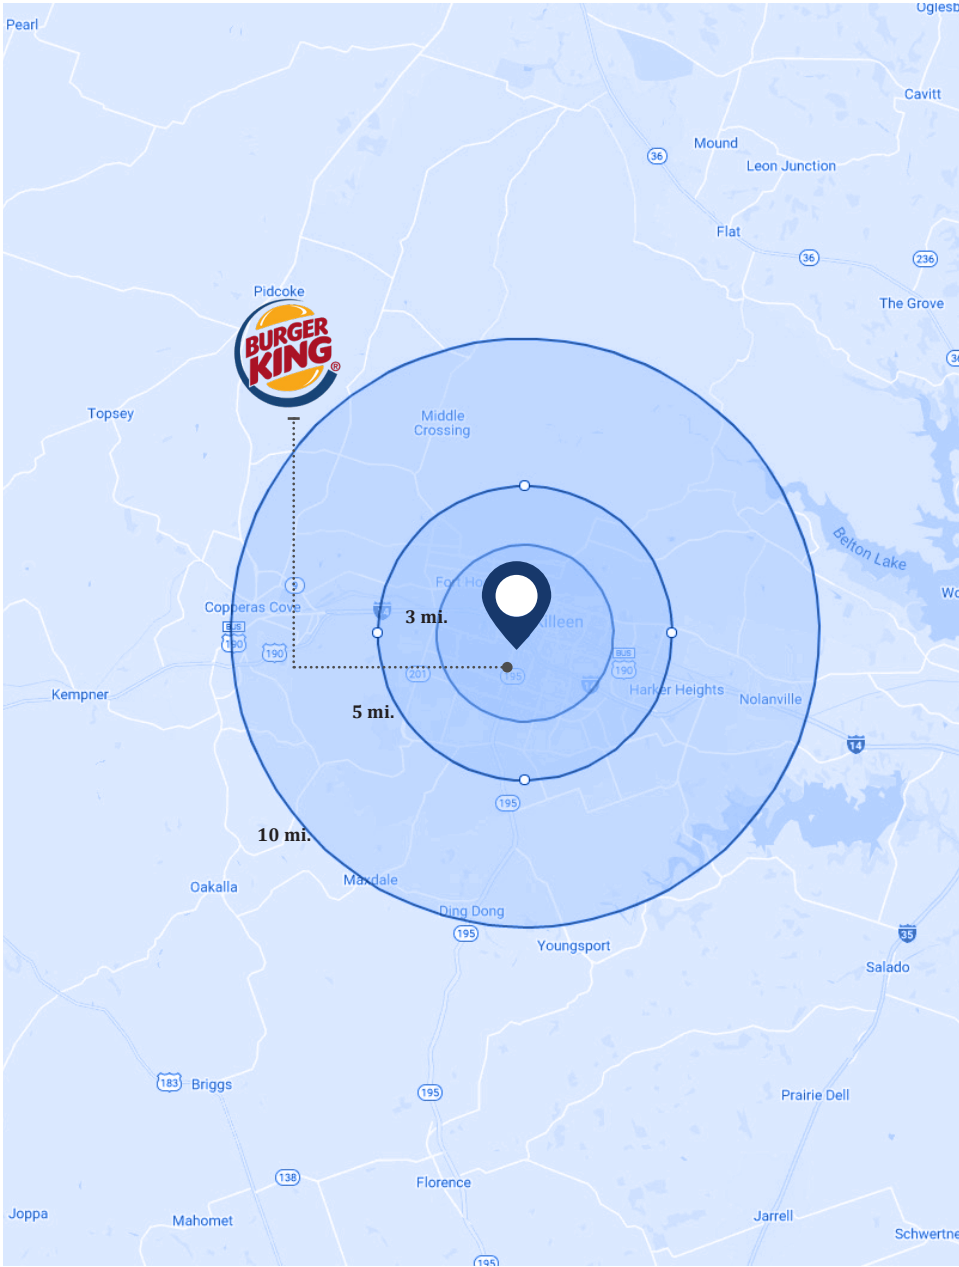 Oglesb
Pearl
Cavitt
Mound
36
Leon Junction
Flat
36
236
Pidcoke
The Grove
BURGER
KING
®
Topsey
Middle
Crossing
Belton Lake
Fort Ho
9
Copperas Cove
3 mi.
illeen
BUS
190
190
BUS
190
201
195
Harker Heights
Kempner
Nolanville
5 mi.
14
195
10 mi.
Maxdale
Oakalla
Ding Dong
195
35
Youngsport
Salado
183
Briggs
195
Prairie Dell
138
Florence
Joppa
Mahomet
Jarrell
Schwertne
195